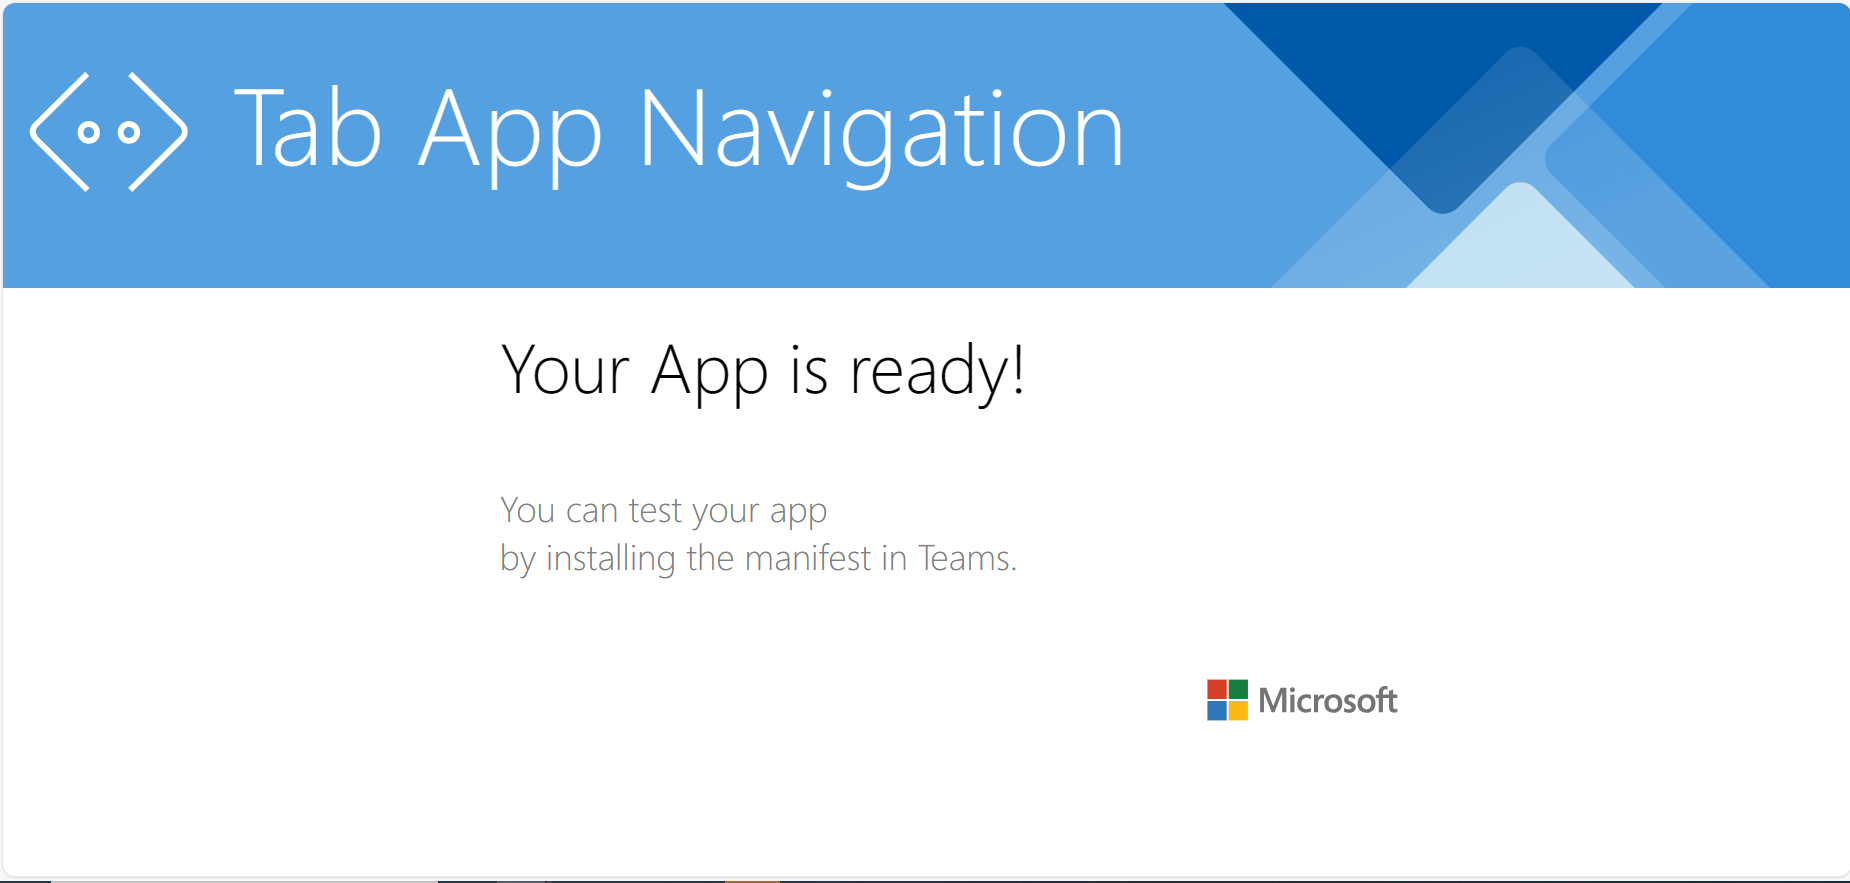 Tab App Navigation
Your App is ready!
You can test your app
by installing the manifest in Teams.
Microsoft